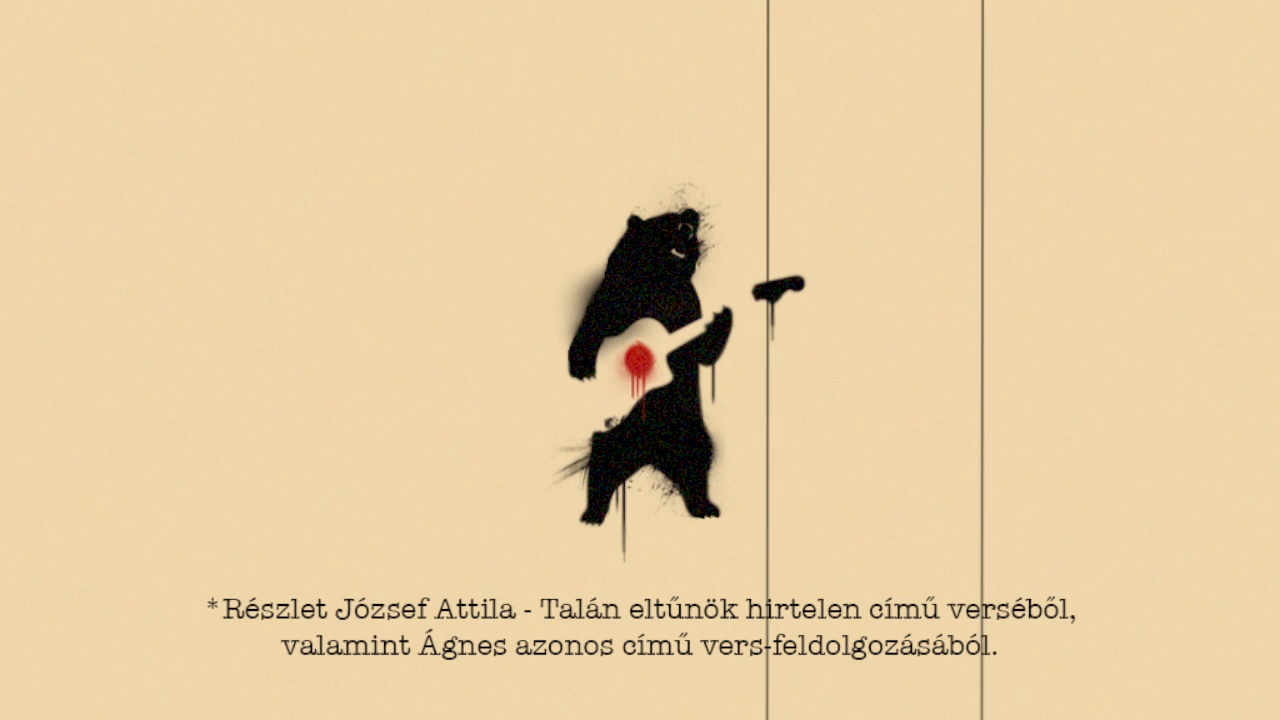 *Részlet József Attila - Talán eltűnök hirtelen című verséből,
valamint Ágnes azonos című vers-feldolgozásából.